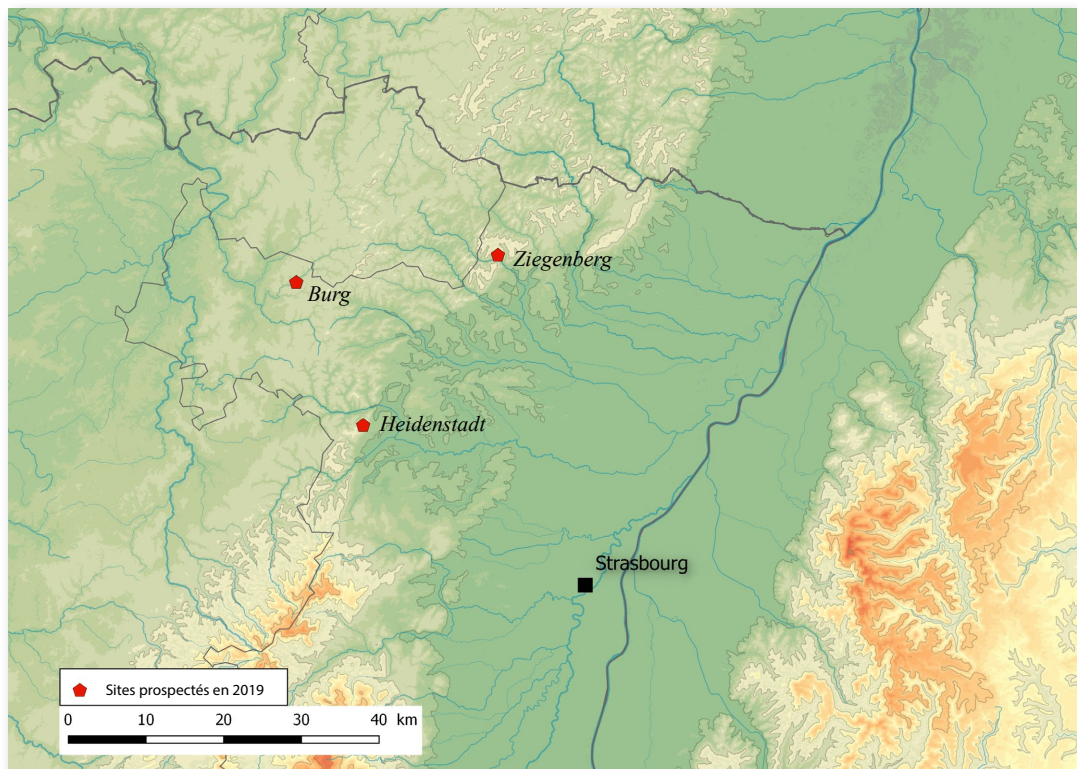 Ziegenberg
Burg
Heidenstadt
Strasbourg
Sites prospectés en 2019
0 10 20 30 40 km